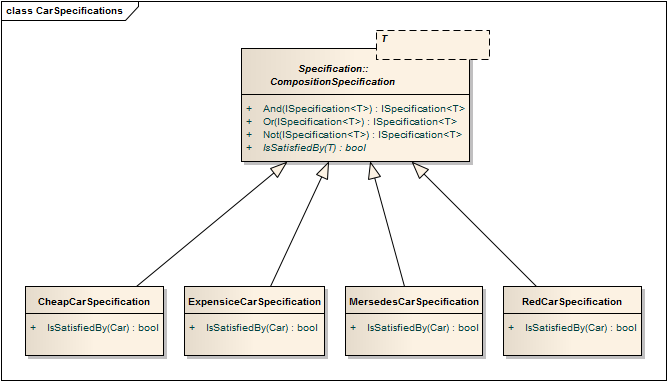 class CarSpecifications
T
Specification::
CompositionSpecification
+ And(ISpecification<T>) : ISpecification<T>
+ Or(ISpecification<T>) : ISpecification<T>
+ Not(ISpecification<T>) : ISpecification<T>
+ IsSatisfiedBy(T) : bool
CheapCarSpecification
+ IsSatisfiedBy(Car) : bool
ExpensiceCarSpecification
+ IsSatisfiedBy(Car) : bool
MersedesCarSpecification
+ IsSatisfiedBy(Car) : bool
RedCarSpecification
+ IsSatisfiedBy(Car) : bool